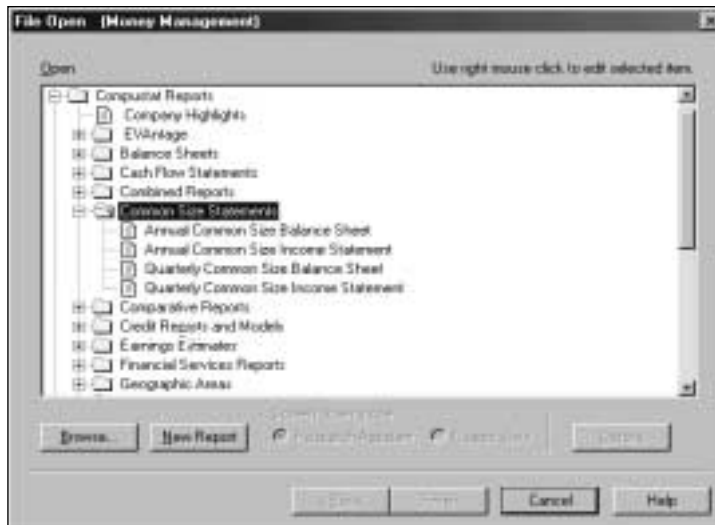 File Open (Money Management)
Open
Use right mouse click to edit selected item.
Compustat Reports
Company Highlights
EVAntage
Balance Sheets
Cash Flow Statements
Combined Reports
Common Size Statements
Annual Common Size Balance Sheet
Annual Common Size Income Statement
Quarterly Common Size Balance Sheet
Quarterly Common Size Income Statement
Comparative Reports
Credit Reports and Models
Earnings Estimates
Financial Services Reports
Geographic Areas
Browse...
New Report
Research Assistant
Cancel
Help